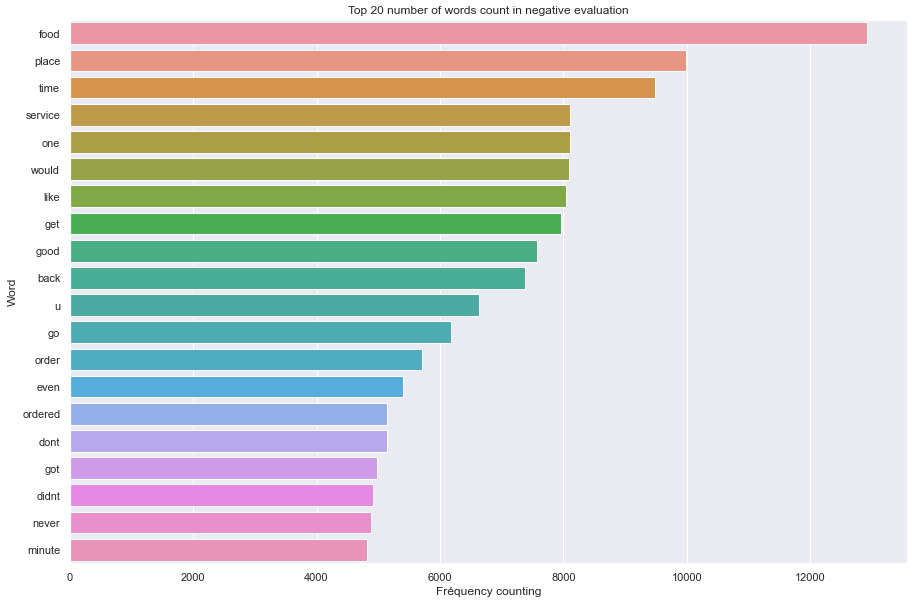 Top 20 number of words count in negative evaluation
food
place
time
service
one
would
like
get
good
back
u
go
order
even
ordered
dont
got
didnt
never
minute
Word
0 2000 4000 6000 8000 10000 12000
Fréquency counting